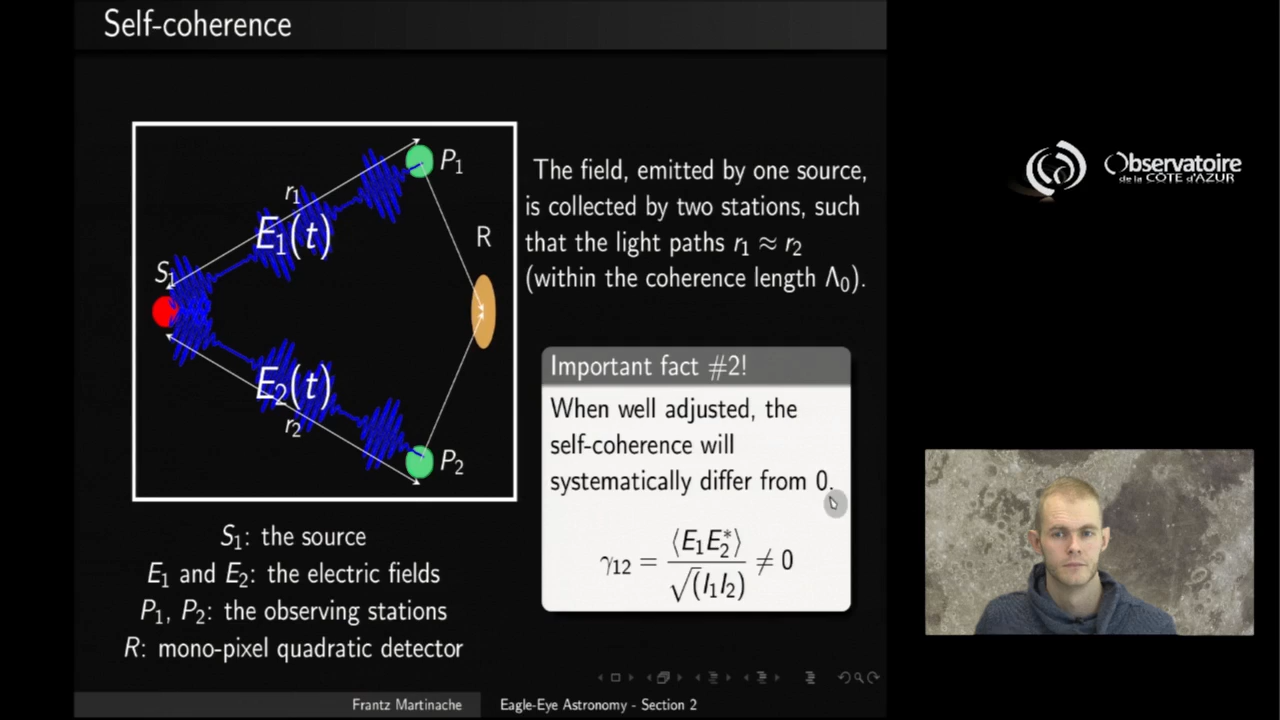 Self-coherence
P₁
r₁
E₁(t)
R
S₁
E₂(t)
r₂
P₂
The field, emitted by one source,
is collected by two stations, such
that the light paths r₁ ≈ r₂
(within the coherence length Λ₀).
Important fact #2!
When well adjusted, the
self-coherence will
systematically differ from 0.
γ₁₂ = ⟨E₁E₂*⟩ / √(I₁I₂) ≠ 0
S₁: the source
E₁ and E₂: the electric fields
P₁, P₂: the observing stations
R: mono-pixel quadratic detector
Frantz Martinache
Eagle-Eye Astronomy - Section 2
Observatoire
de la CÔTE d'AZUR